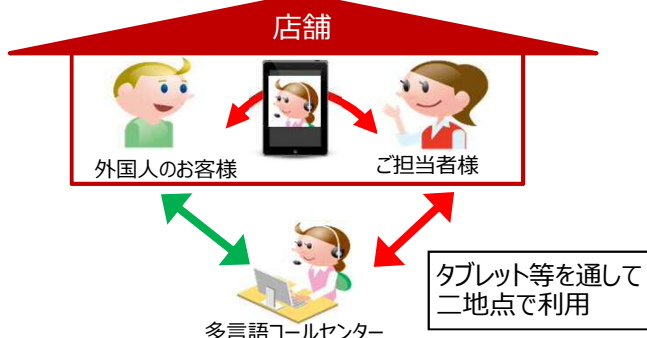 店舗
外国人のお客様
ご担当者様
タブレット等を通して
二地点で利用
多言語コールセンター